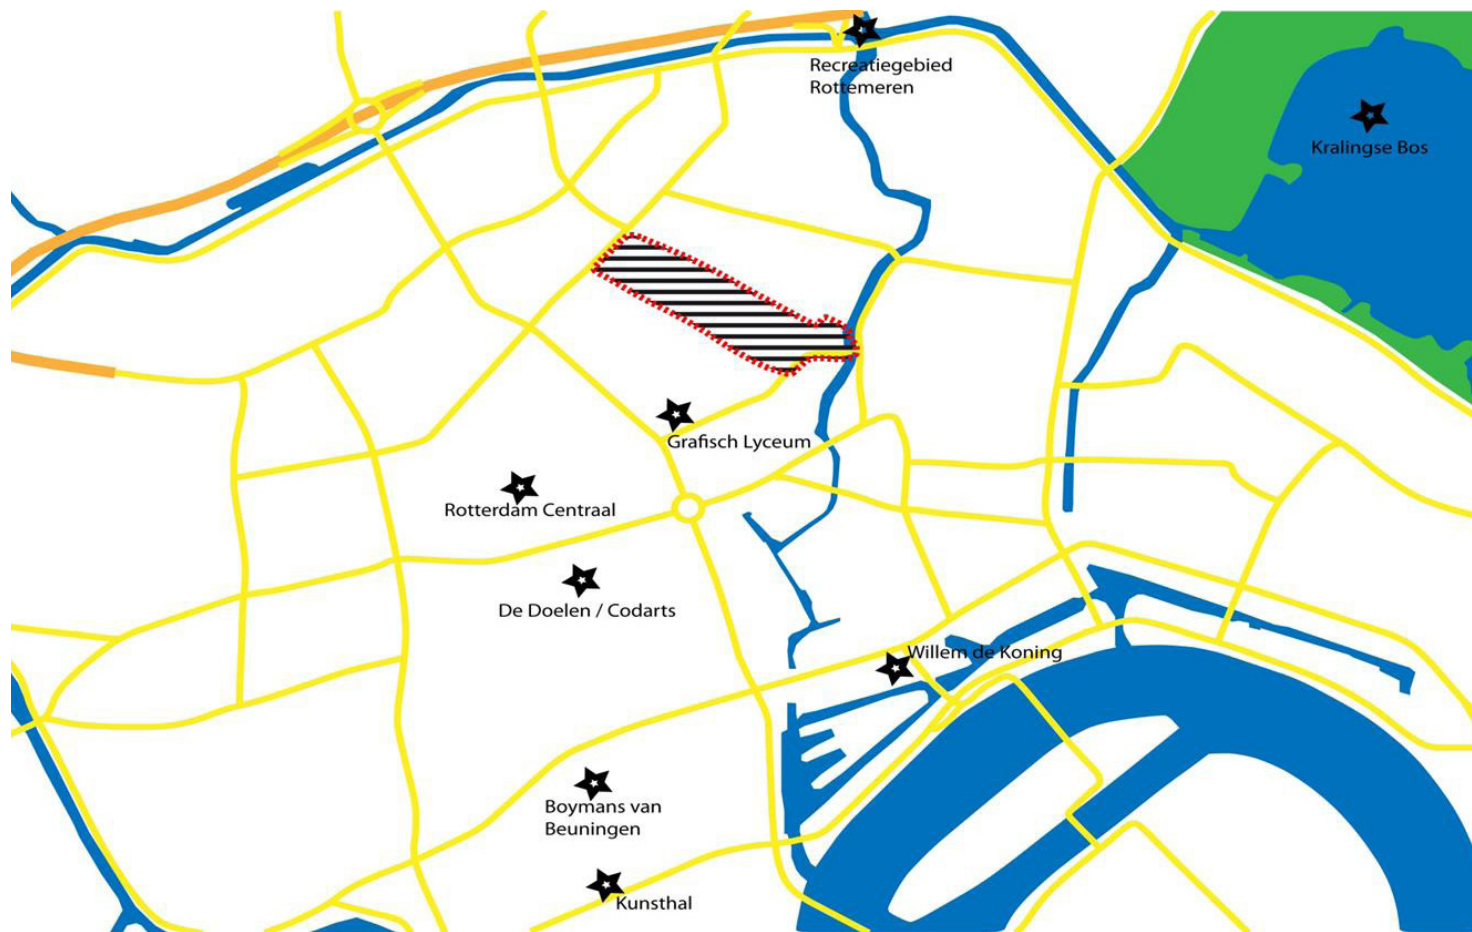 Recreatiegebied
Rottemeren
Kralingse Bos
Grafisch Lyceum
Rotterdam Centraal
De Doelen / Codarts
Willem de Koning
Boymans van
Beuningen
Kunsthal